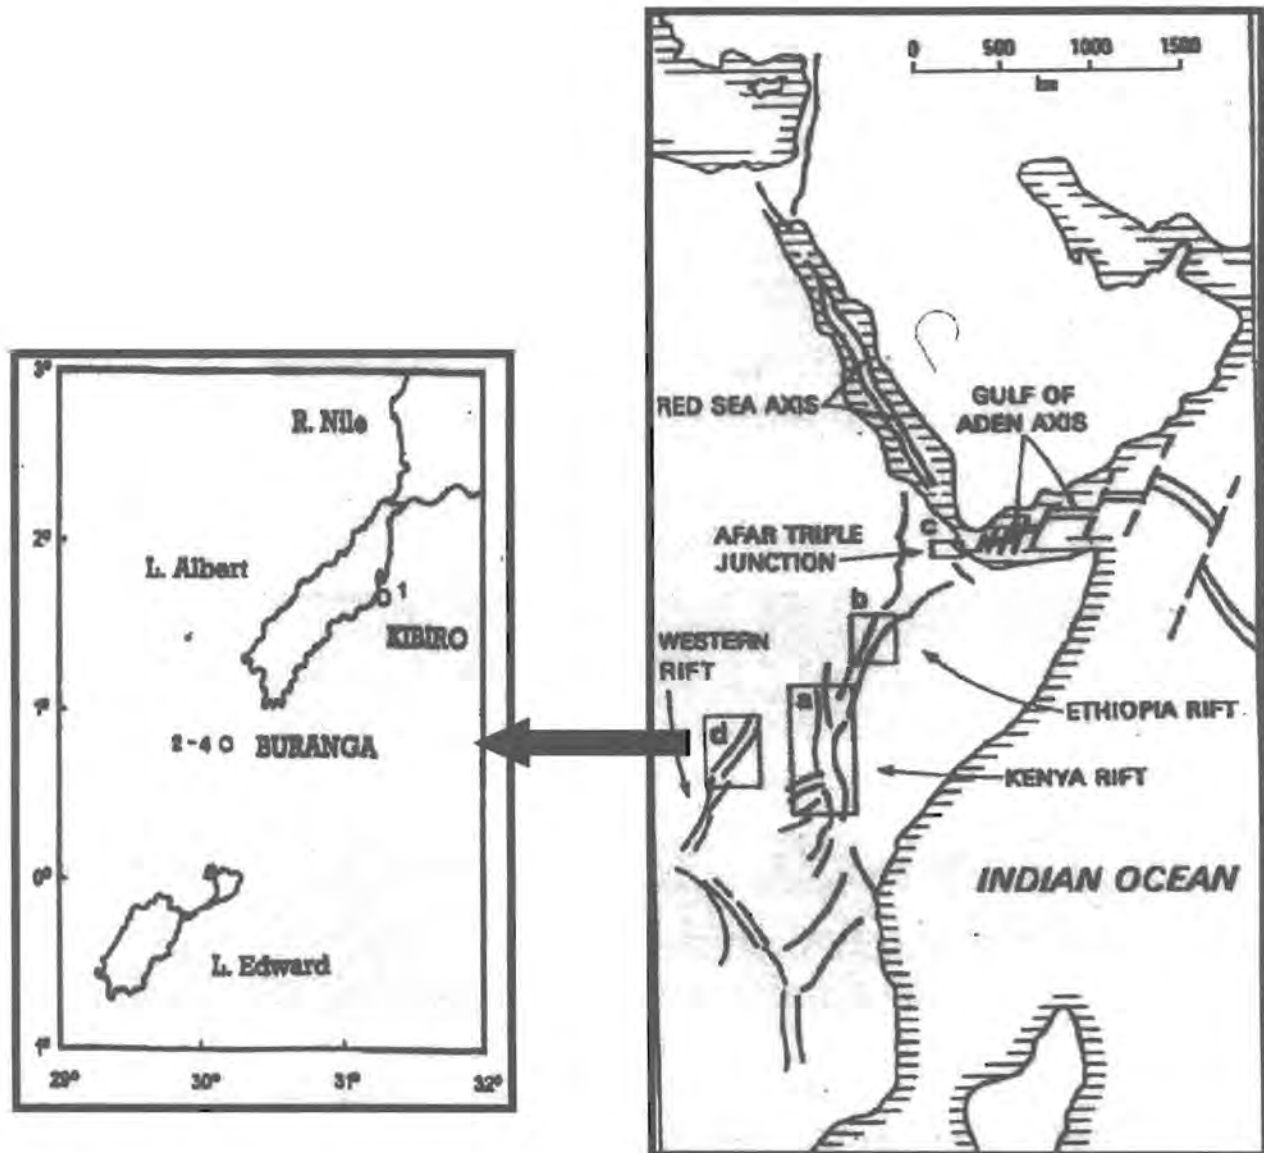 3°
R. Nile
2°
L. Albert
1
KIBIRO
1°
2-4 BURANGA
0°
L. Edward
1°
29° 30° 31° 32°
0 500 1000 1500
km
RED SEA AXIS
GULF OF
ADEN AXIS
AFAR TRIPLE
JUNCTION
c
b
WESTERN
RIFT
a
d
ETHIOPIA RIFT
KENYA RIFT
INDIAN OCEAN